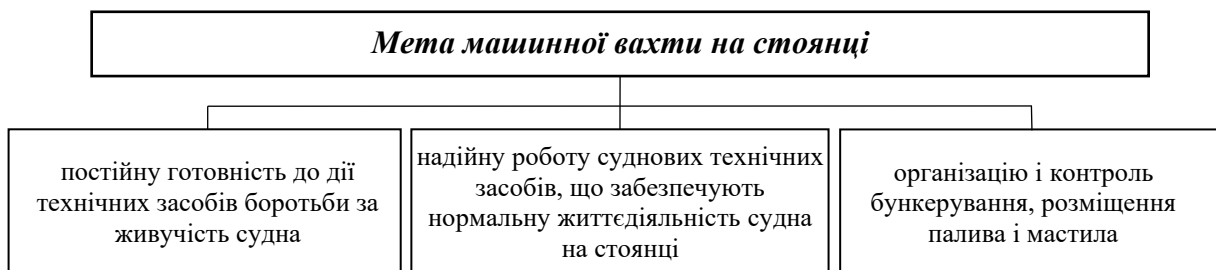 Мета машинної вахти на стоянці
постійну готовність до дії
технічних засобів боротьби за
живучість судна
надійну роботу суднових технічних
засобів, що забезпечують
нормальну життєдіяльність судна
на стоянці
організацію і контроль
бункерування, розміщення
палива і мастила